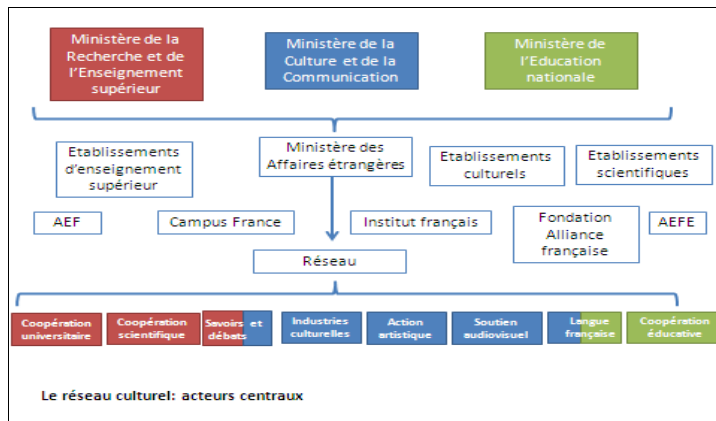 Ministère de la
Recherche et de
l'Enseignement
supérieur
Ministère de la
Culture et de la
Communication
Ministère de
l'Education
nationale
Etablissements
d'enseignement
supérieur
Ministère des
Affaires étrangères
Etablissements
culturels
Etablissements
scientifiques
AEF
Campus France
Institut français
Fondation
Alliance
française
AEFE
Réseau
Coopération
universitaire
Coopération
scientifique
Savoirs et
débats
Industries
culturelles
Action
artistique
Soutien
audiovisuel
Langue
française
Coopération
éducative
Le réseau culturel: acteurs centraux